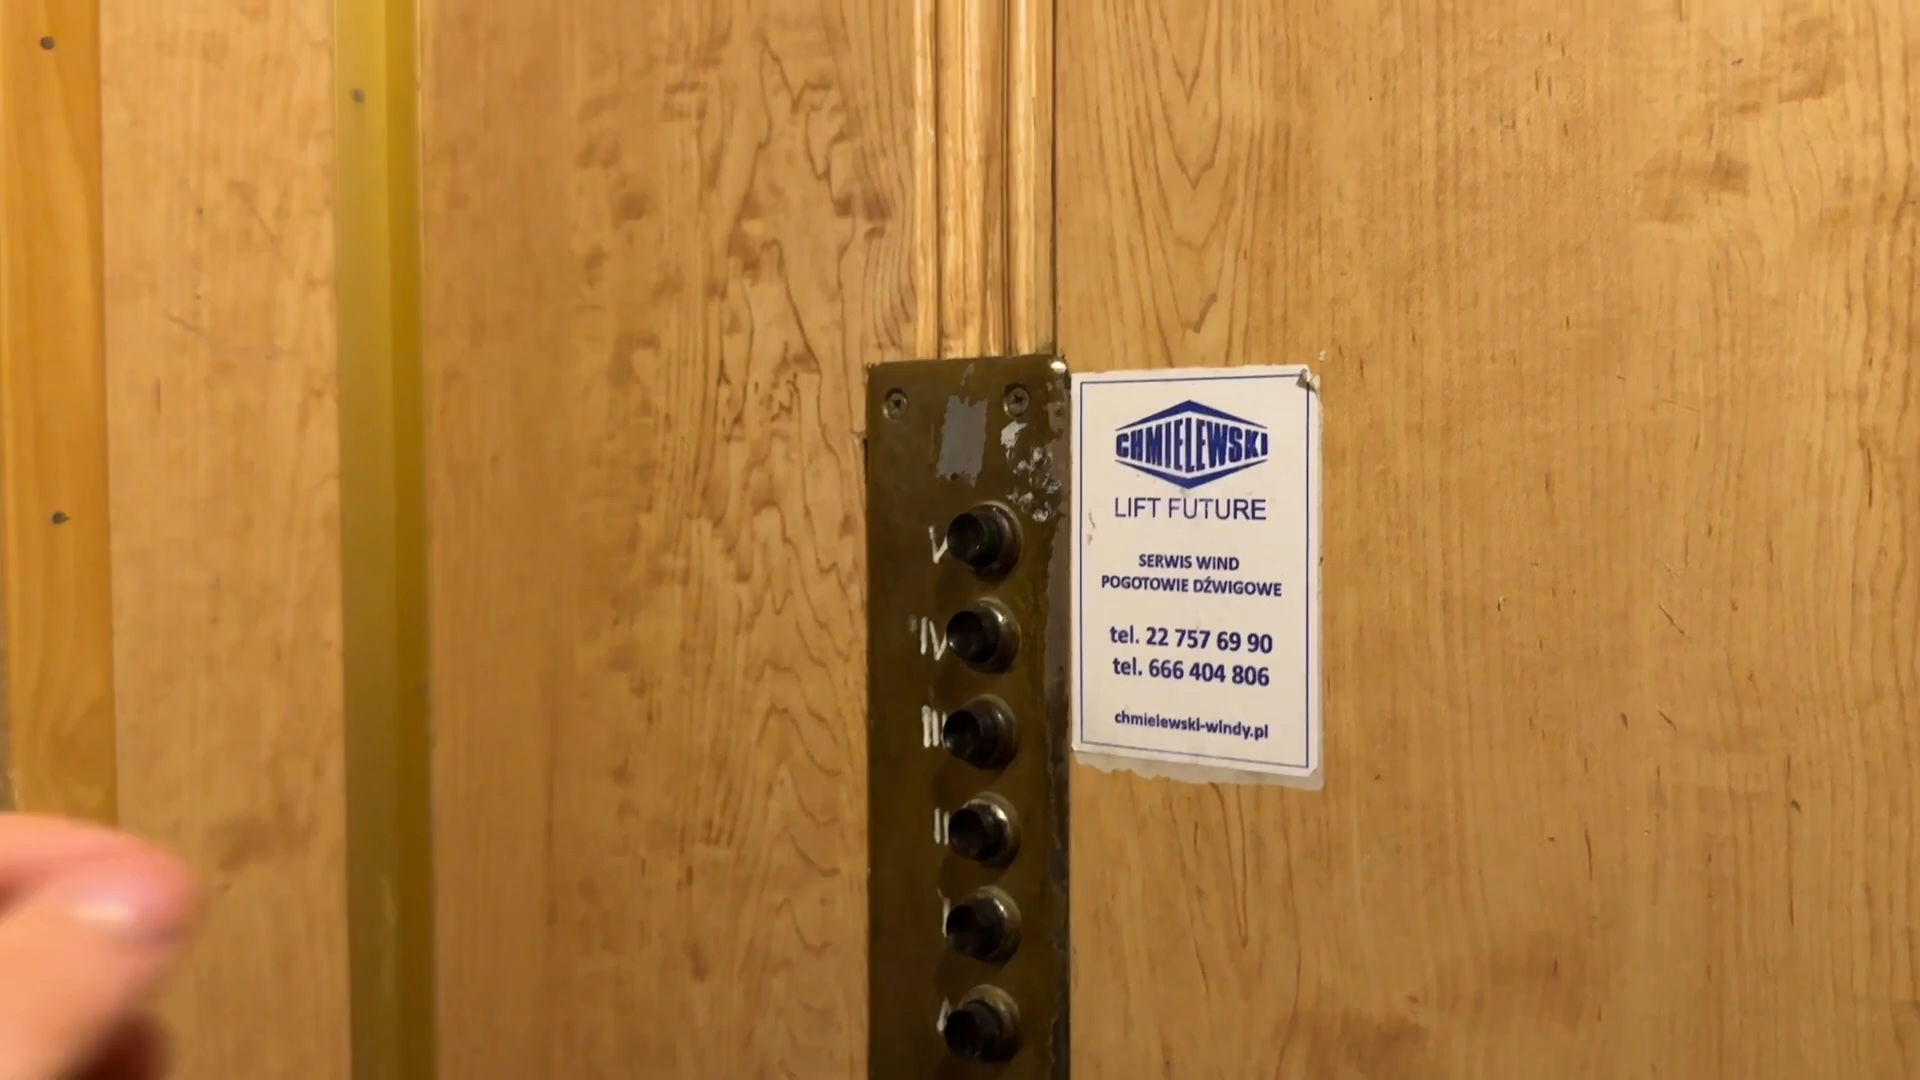 CHMIELEWSKI
LIFT FUTURE
SERWIS WIND
POGOTOWIE DŹWIGOWE
tel. 22 757 69 90
tel. 666 404 806
chmielewski-windy.pl
V
IV
III
II
I